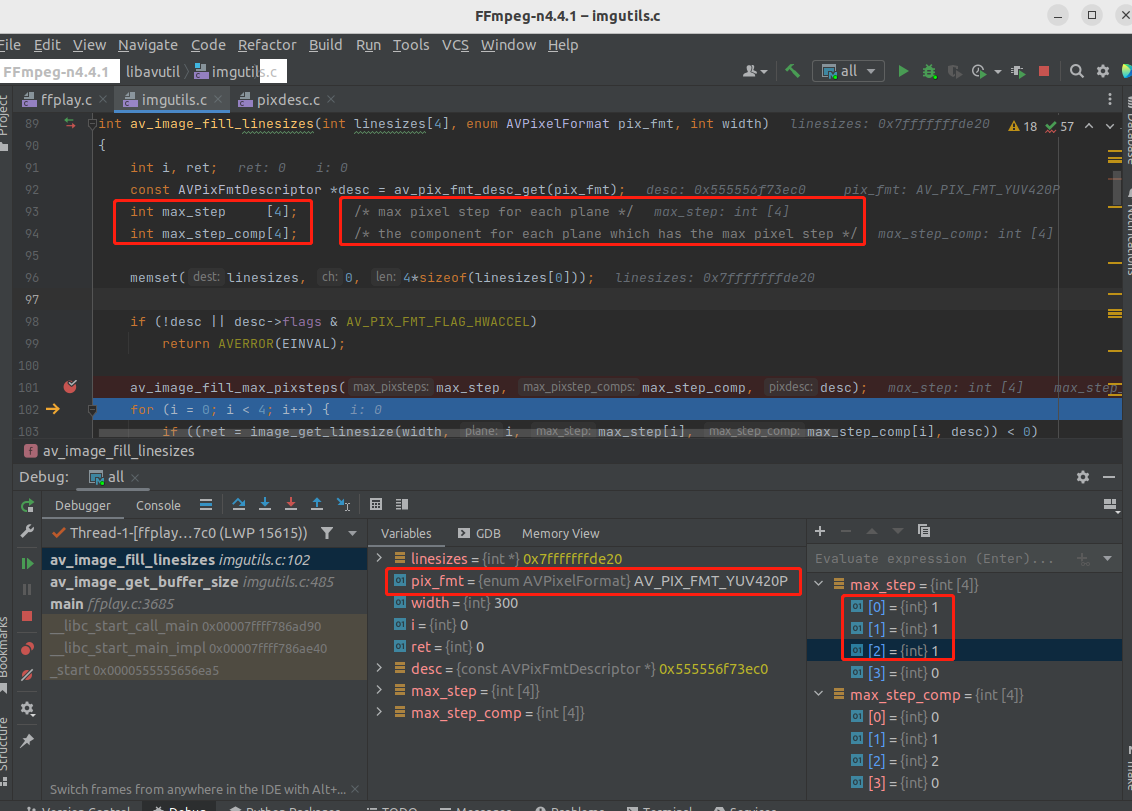 FFmpeg-n4.4.1 – imgutils.c
File Edit View Navigate Code Refactor Build Run Tools VCS Window Help
FFmpeg-n4.4.1 libavutil imgutils.c all
Project ffplay.c imgutils.c pixdesc.c
89 int av_image_fill_linesizes(int linesizes[4], enum AVPixelFormat pix_fmt, int width) linesizes: 0x7fffffffde20 18 57
90 {
91 int i, ret; ret: 0 i: 0
92 const AVPixFmtDescriptor *desc = av_pix_fmt_desc_get(pix_fmt); desc: 0x555556f73ec0 pix_fmt: AV_PIX_FMT_YUV420P
93 int max_step [4]; /* max pixel step for each plane */ max_step: int [4]
94 int max_step_comp[4]; /* the component for each plane which has the max pixel step */ max_step_comp: int [4]
95
96 memset( dest: linesizes, ch: 0, len: 4*sizeof(linesizes[0])); linesizes: 0x7fffffffde20
97
98 if (!desc || desc->flags & AV_PIX_FMT_FLAG_HWACCEL)
99 return AVERROR(EINVAL);
100
101 av_image_fill_max_pixsteps( max_pixsteps: max_step, max_pixstep_comps: max_step_comp, pixdesc: desc); max_step: int [4] max_step_
102 for (i = 0; i < 4; i++) { i: 0
103 if ((ret = image_get_linesize(width, plane: i, max_step: max_step[i], max_step_comp: max_step_comp[i], desc)) < 0)
Database
Notifications
f av_image_fill_linesizes
Debug: all
Debugger Console
Thread-1-[ffplay...7c0 (LWP 15615)]
av_image_fill_linesizes imgutils.c:102
av_image_get_buffer_size imgutils.c:485
main ffplay.c:3685
__libc_start_call_main 0x00007ffff786ad90
__libc_start_main_impl 0x00007ffff786ae40
_start 0x0000555555656ea5
Switch frames from anywhere in the IDE with Alt+...
Variables GDB Memory View
linesizes = {int *} 0x7fffffffde20
pix_fmt = {enum AVPixelFormat} AV_PIX_FMT_YUV420P
width = {int} 300
i = {int} 0
ret = {int} 0
desc = {const AVPixFmtDescriptor *} 0x555556f73ec0
max_step = {int [4]}
max_step_comp = {int [4]}
Evaluate expression (Enter)...
max_step = {int [4]}
[0] = {int} 1
[1] = {int} 1
[2] = {int} 1
[3] = {int} 0
max_step_comp = {int [4]}
[0] = {int} 0
[1] = {int} 1
[2] = {int} 2
[3] = {int} 0
Bookmarks
Structure
Version Control Debug Python Packages TODO Messages Problems Terminal Services